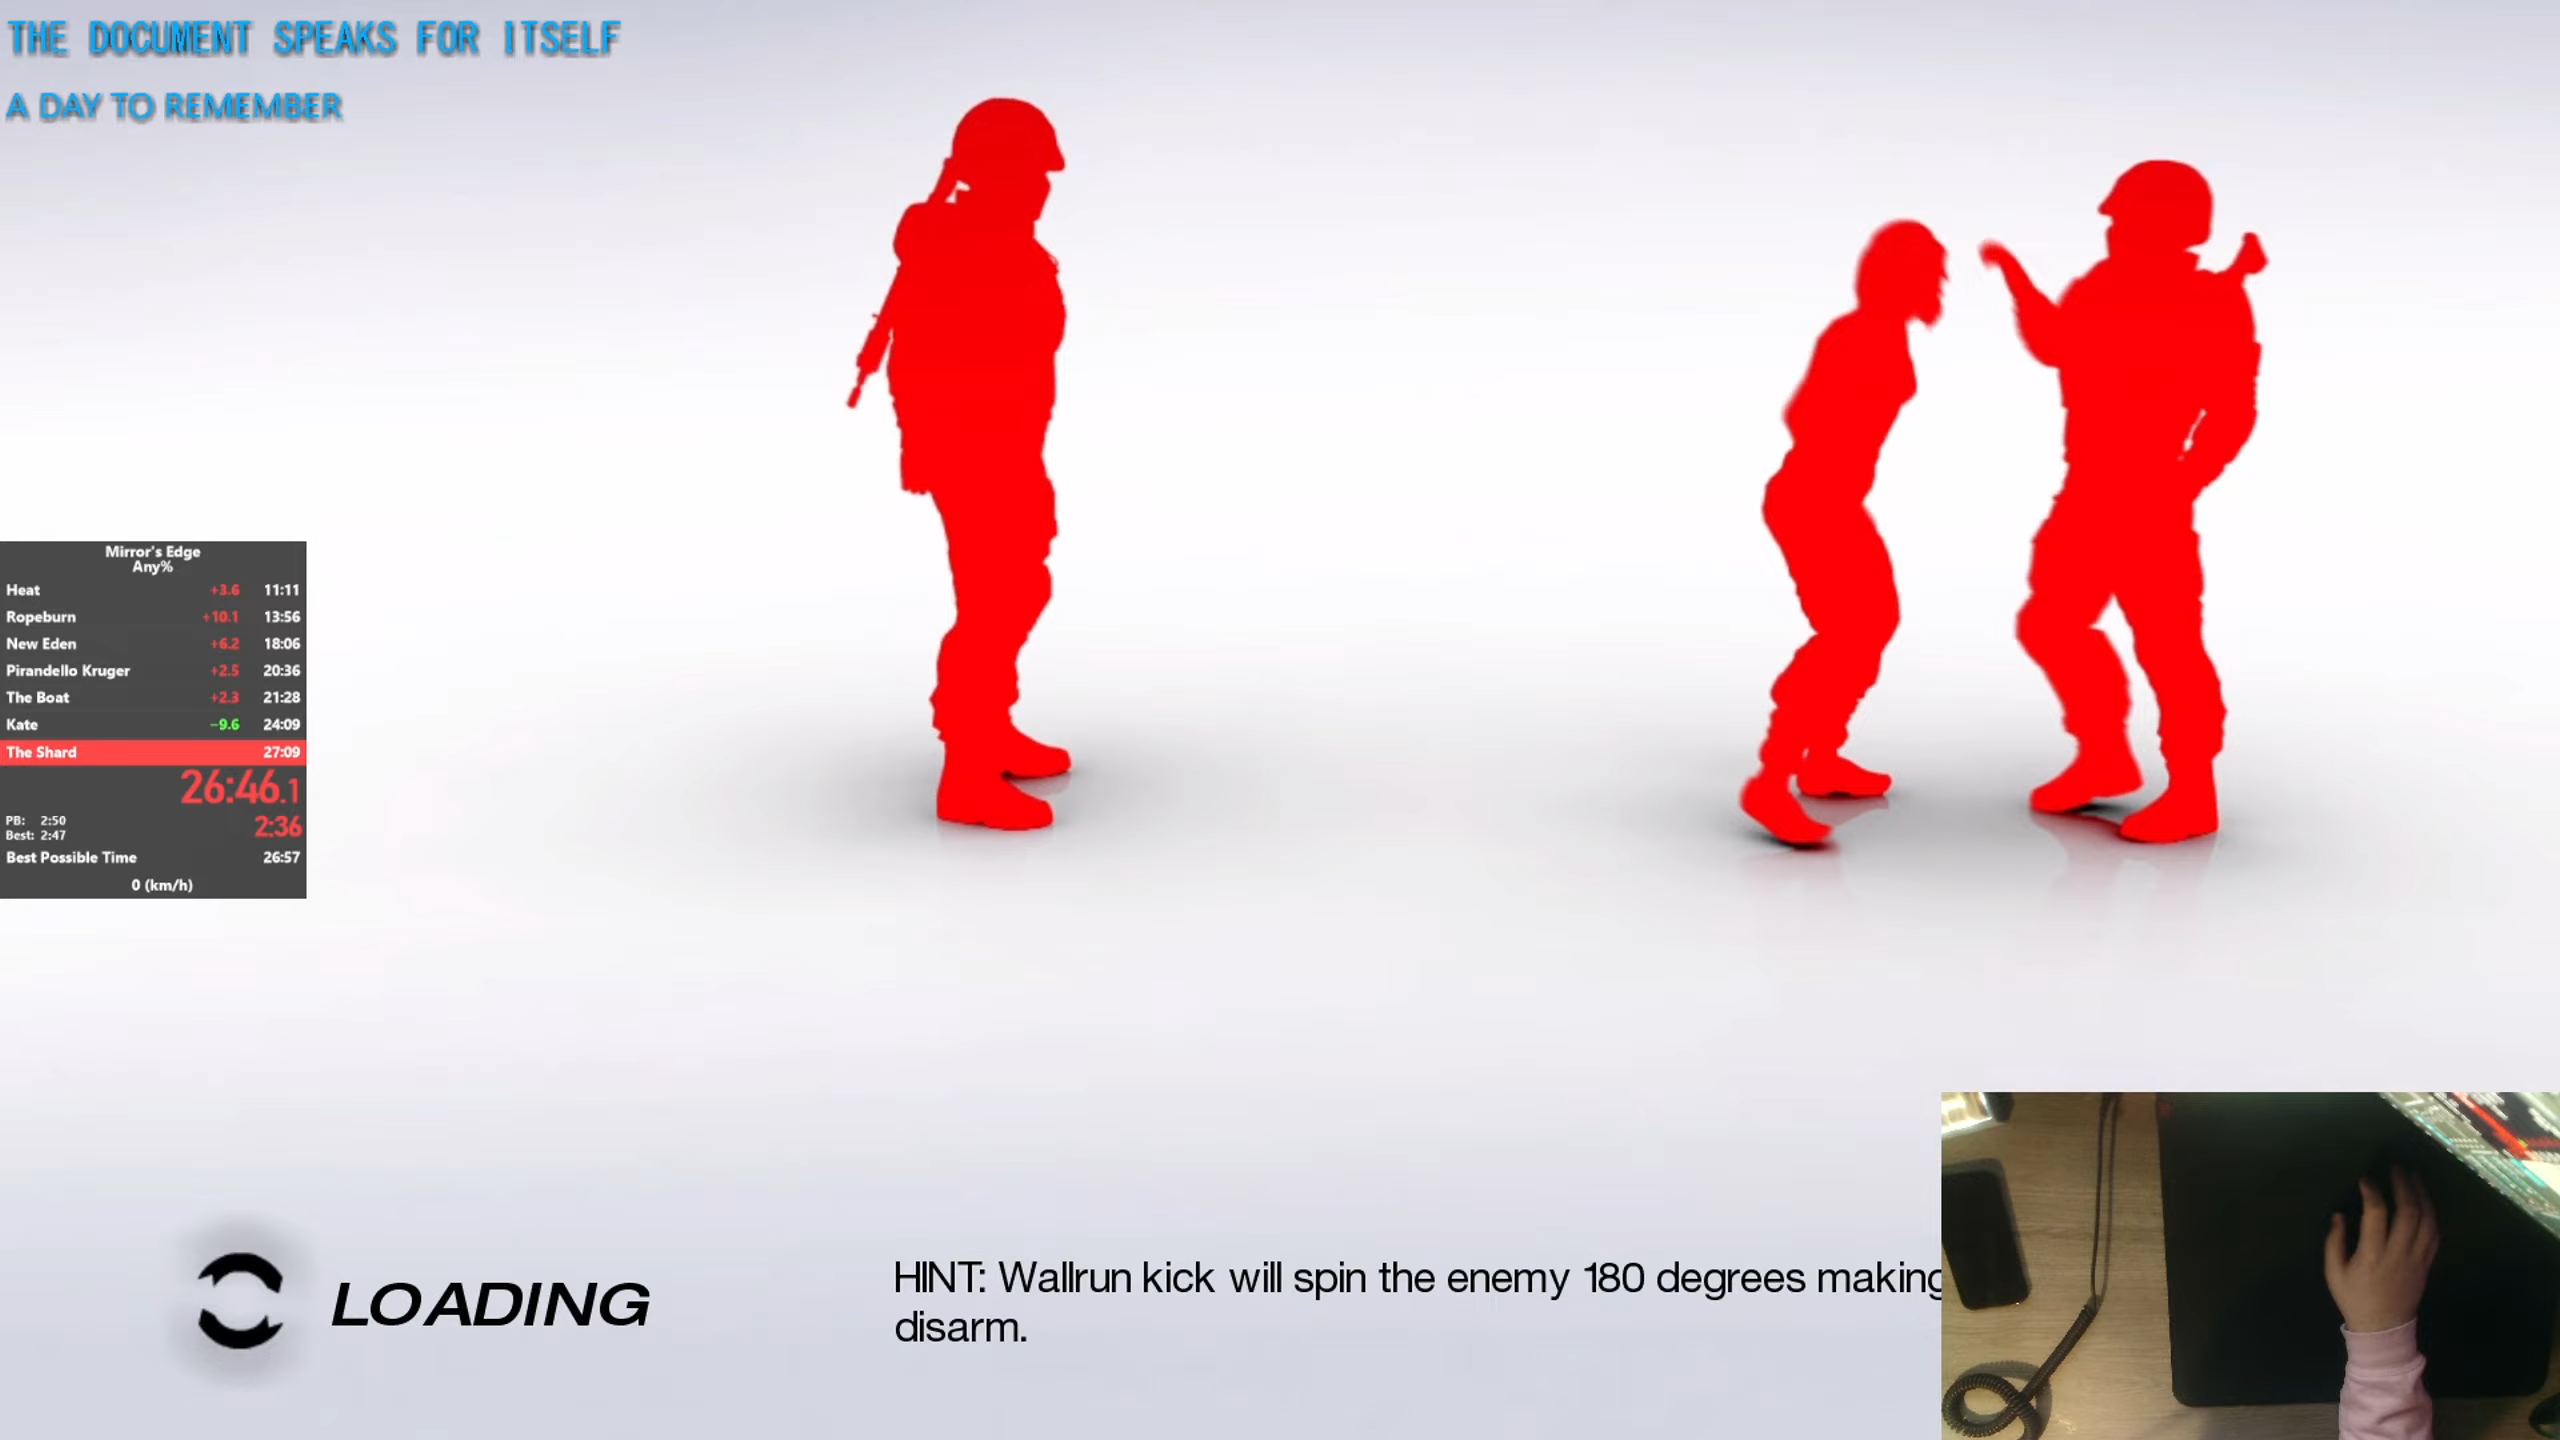 THE DOCUMENT SPEAKS FOR ITSELF
A DAY TO REMEMBER
Mirror's Edge
Any%
Heat +3.6 11:11
Ropeburn +10.1 13:56
New Eden +6.2 18:06
Pirandello Kruger +2.5 20:36
The Boat +2.3 21:28
Kate −9.6 24:09
The Shard 27:09
26:46.1
PB: 2:50
Best: 2:47
2:36
Best Possible Time 26:57
0 (km/h)
LOADING
HINT: Wallrun kick will spin the enemy 180 degrees making
disarm.